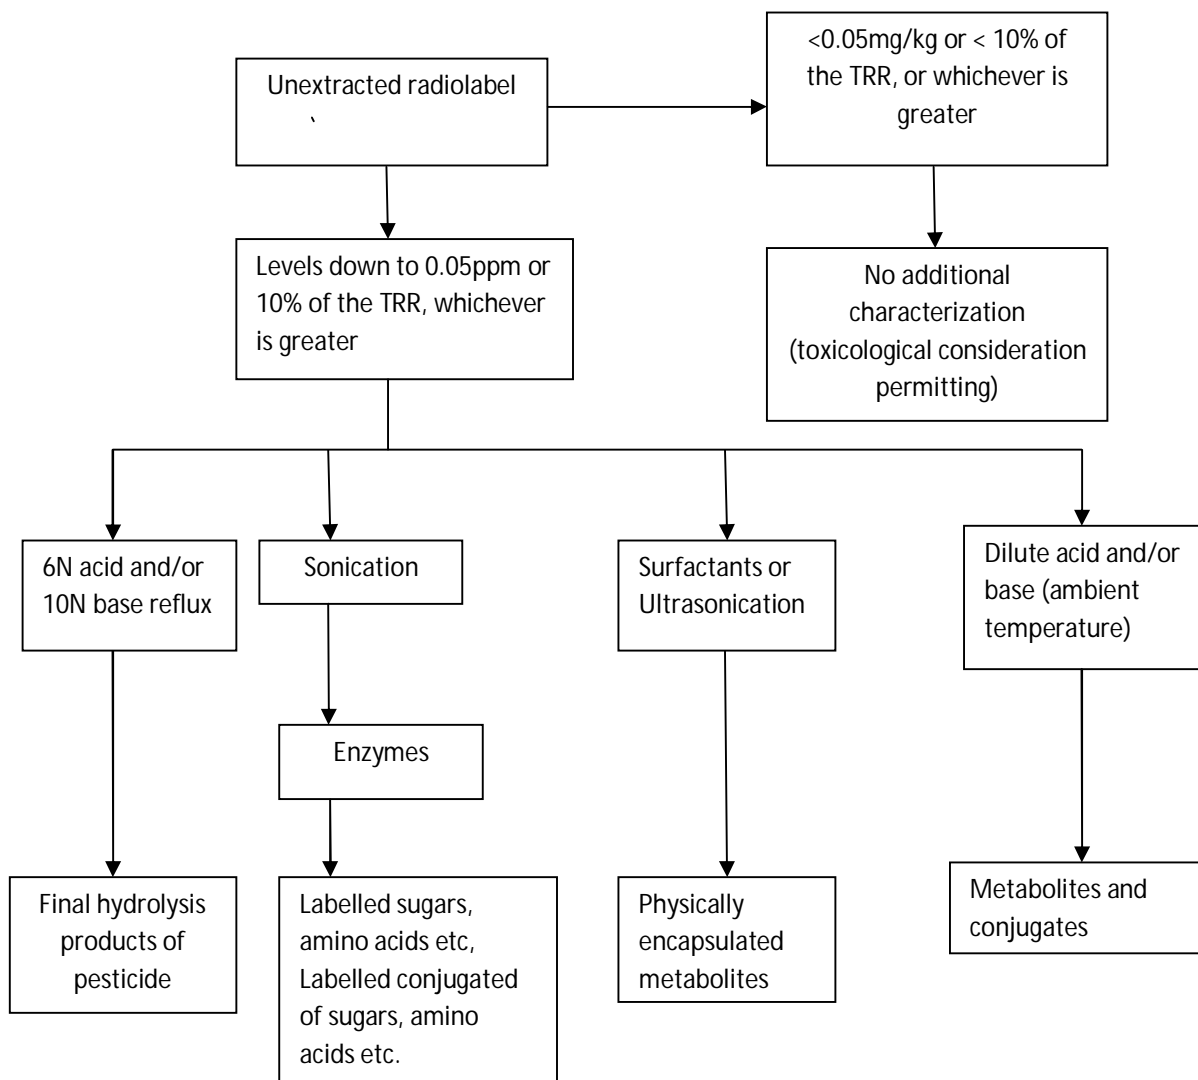 Unextracted radiolabel
`
<0.05mg/kg or < 10% of
the TRR, or whichever is
greater
Levels down to 0.05ppm or
10% of the TRR, whichever
is greater
No additional
characterization
(toxicological consideration
permitting)
6N acid and/or
10N base reflux
Sonication
Surfactants or
Ultrasonication
Dilute acid and/or
base (ambient
temperature)
Enzymes
Final hydrolysis
products of
pesticide
Labelled sugars,
amino acids etc,
Labelled conjugated
of sugars, amino
acids etc.
Physically
encapsulated
metabolites
Metabolites and
conjugates